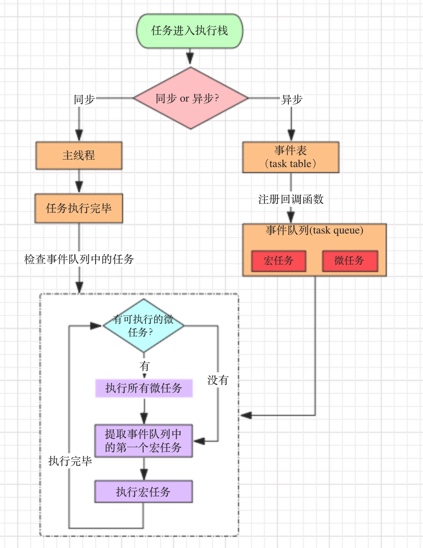 任务进入执行栈
同步 or 异步?
同步
异步
主线程
事件表
（task table）
任务执行完毕
注册回调函数
事件队列(task queue)
宏任务
微任务
检查事件队列中的任务
有可执行的微
任务?
有
没有
执行所有微任务
提取事件队列中
的第一个宏任务
执行完毕
执行宏任务